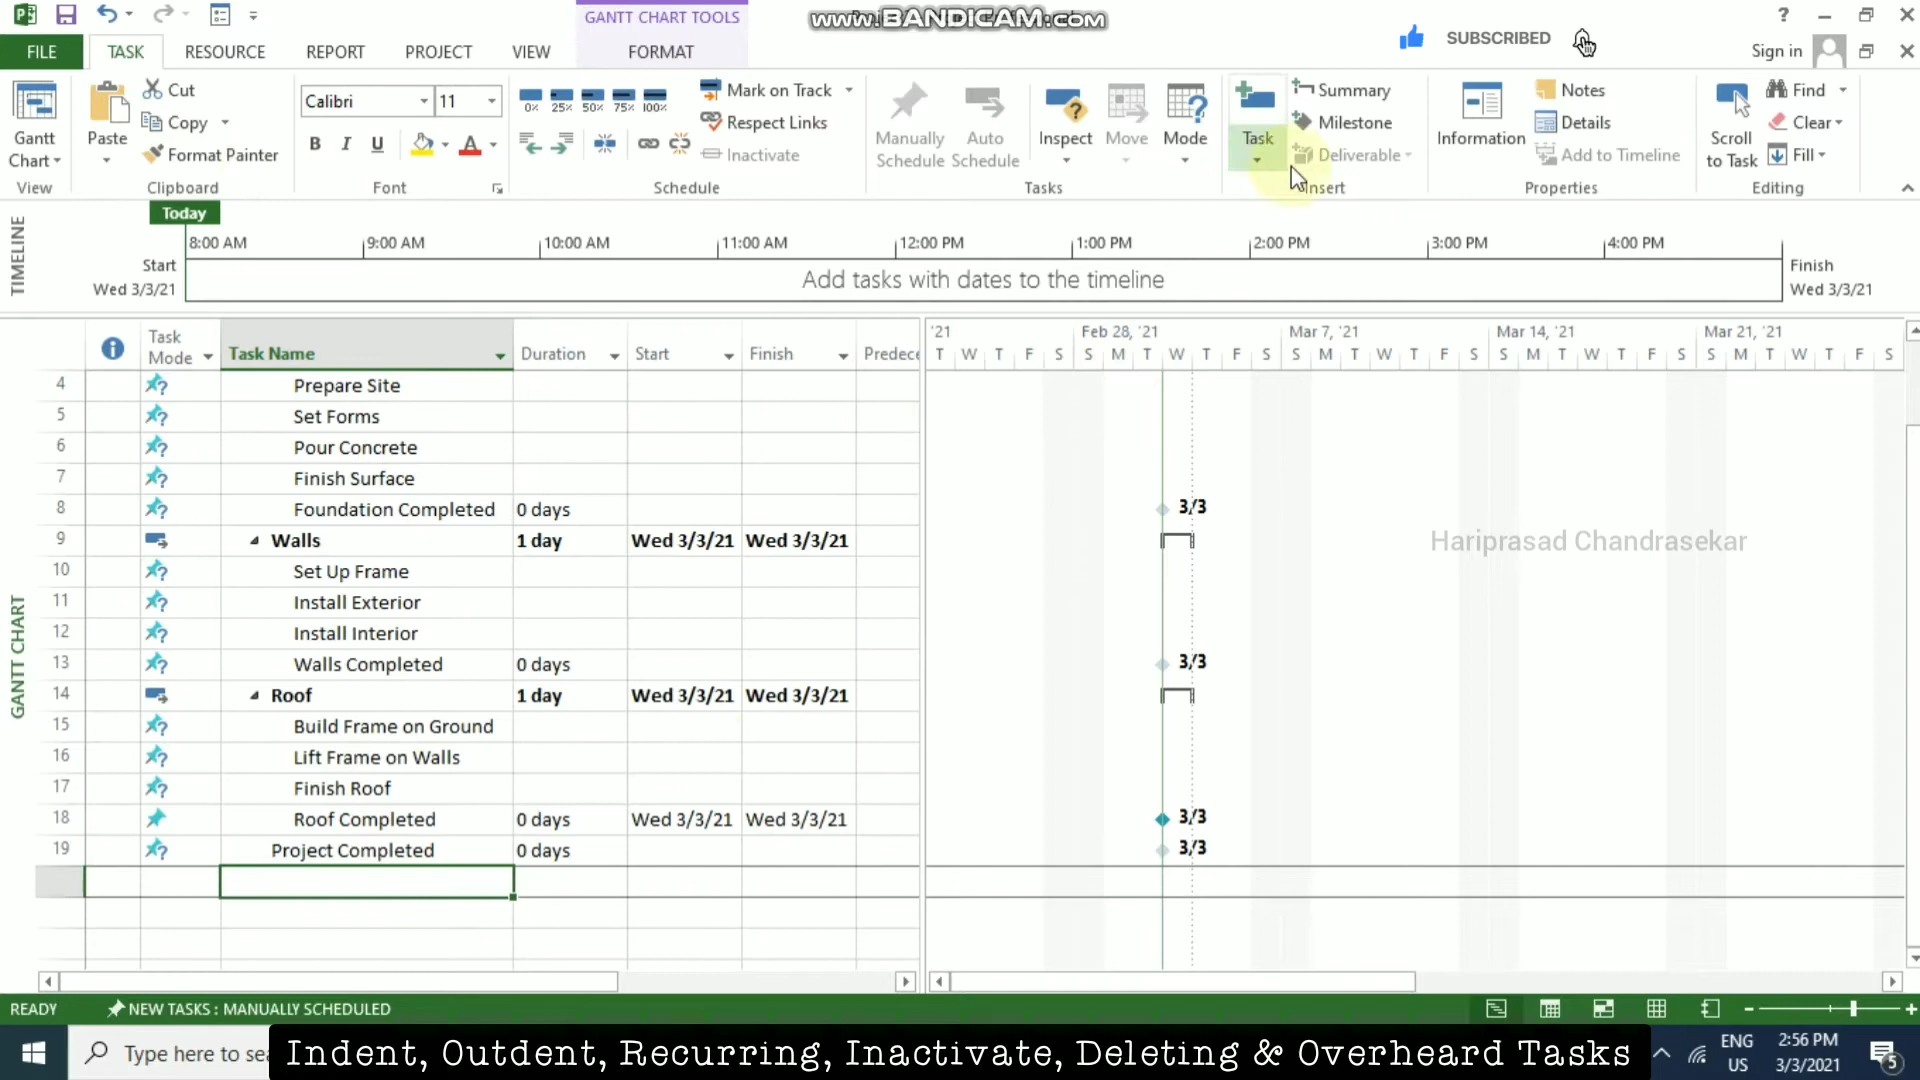 GANTT CHART TOOLS
www.BANDICAM.com
?
FILE
TASK
RESOURCE
REPORT
PROJECT
VIEW
FORMAT
SUBSCRIBED
Sign in
Gantt Chart
View
Paste
Cut
Copy
Format Painter
Clipboard
Calibri
11
B I U
A
Font
0% 25% 50% 75% 100%
Mark on Track
Respect Links
Inactivate
Schedule
Manually Schedule
Auto Schedule
Inspect
Move
Mode
Tasks
Task
Summary
Milestone
Deliverable
Insert
Information
Notes
Details
Add to Timeline
Properties
Scroll to Task
Find
Clear
Fill
Editing
TIMELINE
Today
8:00 AM 9:00 AM 10:00 AM 11:00 AM 12:00 PM 1:00 PM 2:00 PM 3:00 PM 4:00 PM
Start
Wed 3/3/21
Add tasks with dates to the timeline
Finish
Wed 3/3/21
GANTT CHART
Task Mode Task Name Duration Start Finish Predece
'21 Feb 28, '21 Mar 7, '21 Mar 14, '21 Mar 21, '21
T W T F S S M T W T F S S M T W T F S S M T W T F S S M T W T F S
4 Prepare Site
5 Set Forms
6 Pour Concrete
7 Finish Surface
8 Foundation Completed 0 days 3/3
9 Walls 1 day Wed 3/3/21 Wed 3/3/21
Hariprasad Chandrasekar
10 Set Up Frame
11 Install Exterior
12 Install Interior
13 Walls Completed 0 days 3/3
14 Roof 1 day Wed 3/3/21 Wed 3/3/21
15 Build Frame on Ground
16 Lift Frame on Walls
17 Finish Roof
18 Roof Completed 0 days Wed 3/3/21 Wed 3/3/21 3/3
19 Project Completed 0 days 3/3
READY
NEW TASKS : MANUALLY SCHEDULED
Type here to sea
Indent, Outdent, Recurring, Inactivate, Deleting & Overheard Tasks
ENG
US
2:56 PM
3/3/2021
5